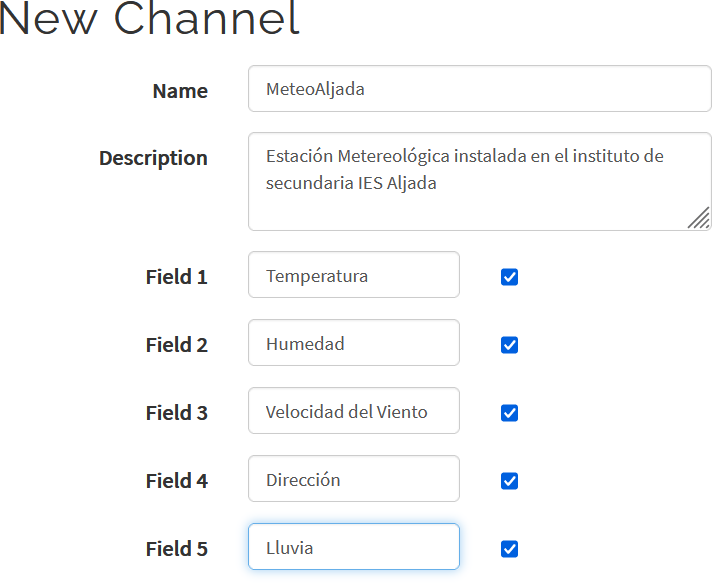 New Channel
Name
MeteoAljada
Description
Estación Metereológica instalada en el instituto de
secundaria IES Aljada
Field 1
Temperatura
Field 2
Humedad
Field 3
Velocidad del Viento
Field 4
Dirección
Field 5
Lluvia